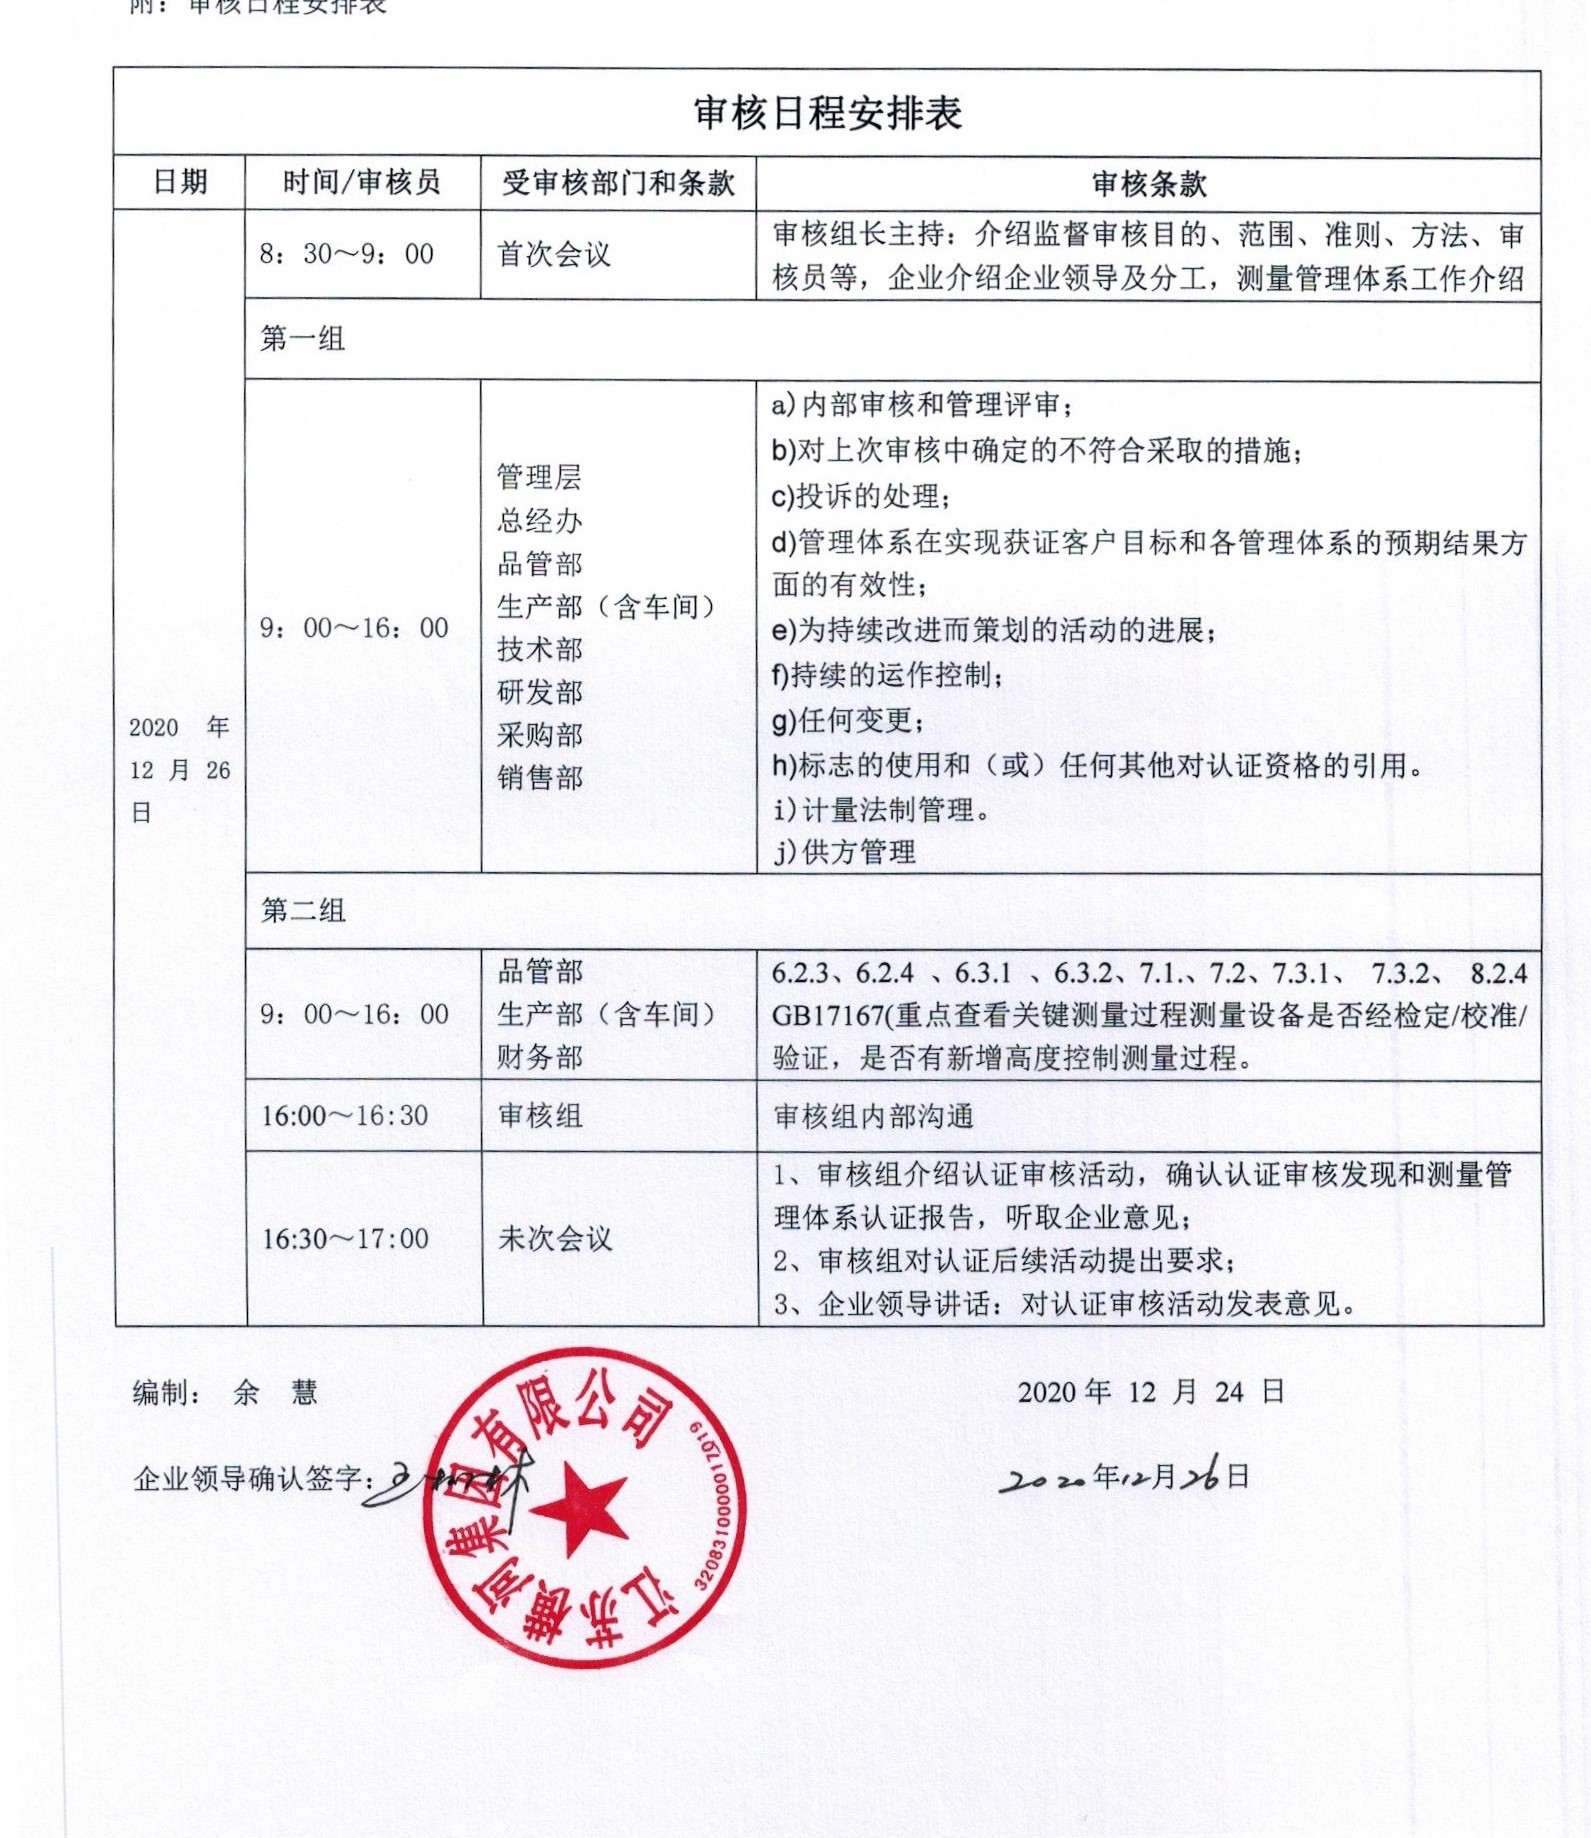 附：审核日程安排表
审核日程安排表
日期 时间/审核员 受审核部门和条款 审核条款
8：30～9：00 首次会议
审核组长主持：介绍监督审核目的、范围、准则、方法、审
核员等，企业介绍企业领导及分工，测量管理体系工作介绍
第一组
9：00～16：00
管理层
总经办
品管部
生产部（含车间）
技术部
研发部
采购部
销售部
a)内部审核和管理评审；
b)对上次审核中确定的不符合采取的措施；
c)投诉的处理；
d)管理体系在实现获证客户目标和各管理体系的预期结果方
面的有效性；
e)为持续改进而策划的活动的进展；
f)持续的运作控制；
g)任何变更；
h)标志的使用和（或）任何其他对认证资格的引用。
i)计量法制管理。
j)供方管理
2020 年
12 月 26
日
第二组
9：00～16：00
品管部
生产部（含车间）
财务部
6.2.3、6.2.4 、6.3.1 、6.3.2、7.1.、7.2、7.3.1、 7.3.2、 8.2.4
GB17167(重点查看关键测量过程测量设备是否经检定/校准/
验证，是否有新增高度控制测量过程。
16:00～16:30 审核组 审核组内部沟通
16:30～17:00 未次会议
1、审核组介绍认证审核活动，确认认证审核发现和测量管
理体系认证报告，听取企业意见；
2、审核组对认证后续活动提出要求；
3、企业领导讲话：对认证审核活动发表意见。
编制： 余 慧 2020 年 12 月 24 日
企业领导确认签字： 2020年12月26日
江苏横河集团有限公司
3208310000017019